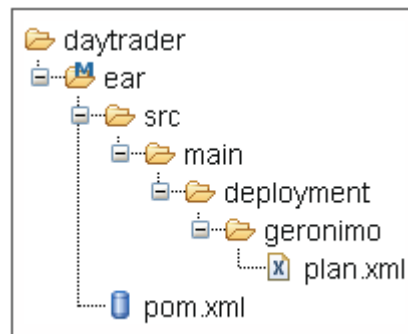 daytrader
ear
src
main
deployment
geronimo
plan.xml
pom.xml